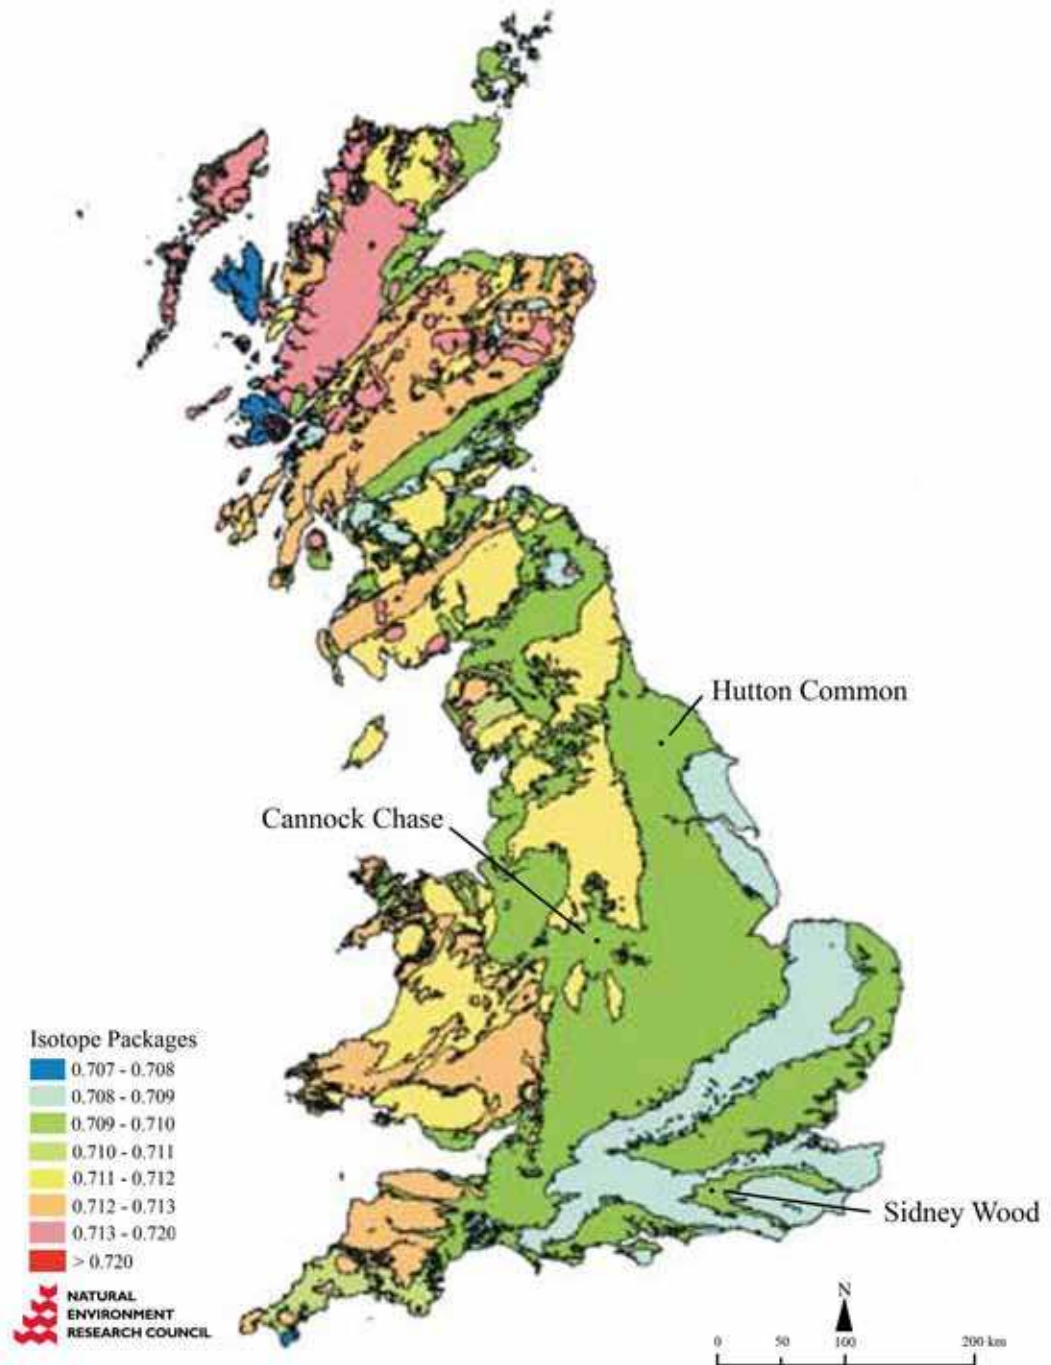 Hutton Common
Cannock Chase
Isotope Packages
0.707 - 0.708
0.708 - 0.709
0.709 - 0.710
0.710 - 0.711
0.711 - 0.712
0.712 - 0.713
0.713 - 0.720
> 0.720
Sidney Wood
NATURAL
ENVIRONMENT
RESEARCH COUNCIL
N
0 50 100 200 km